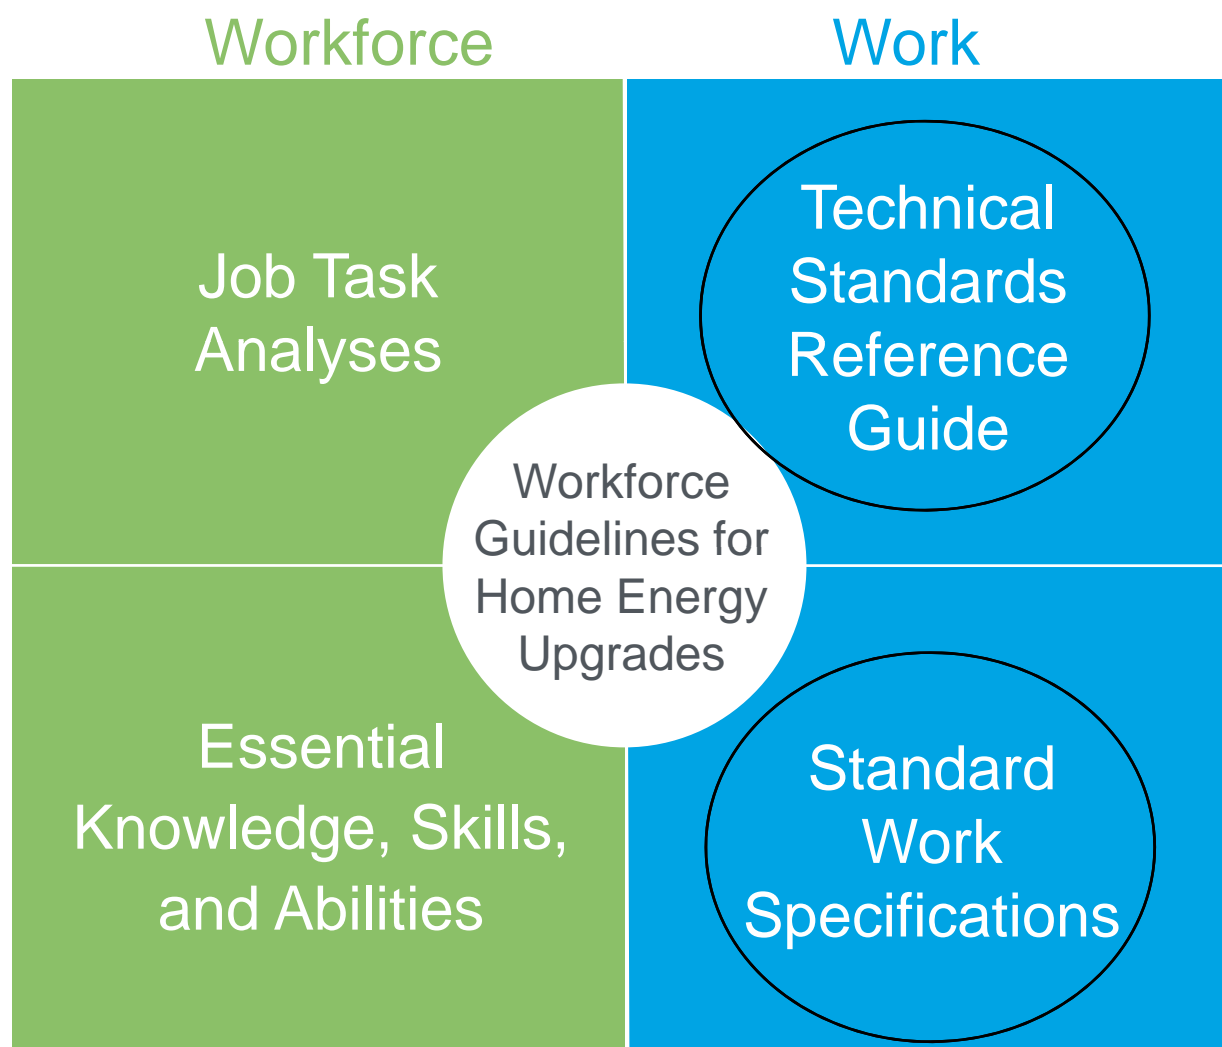 Workforce
Work
Job Task
Analyses
Technical
Standards
Reference
Guide
Workforce
Guidelines for
Home Energy
Upgrades
Essential
Knowledge, Skills,
and Abilities
Standard
Work
Specifications